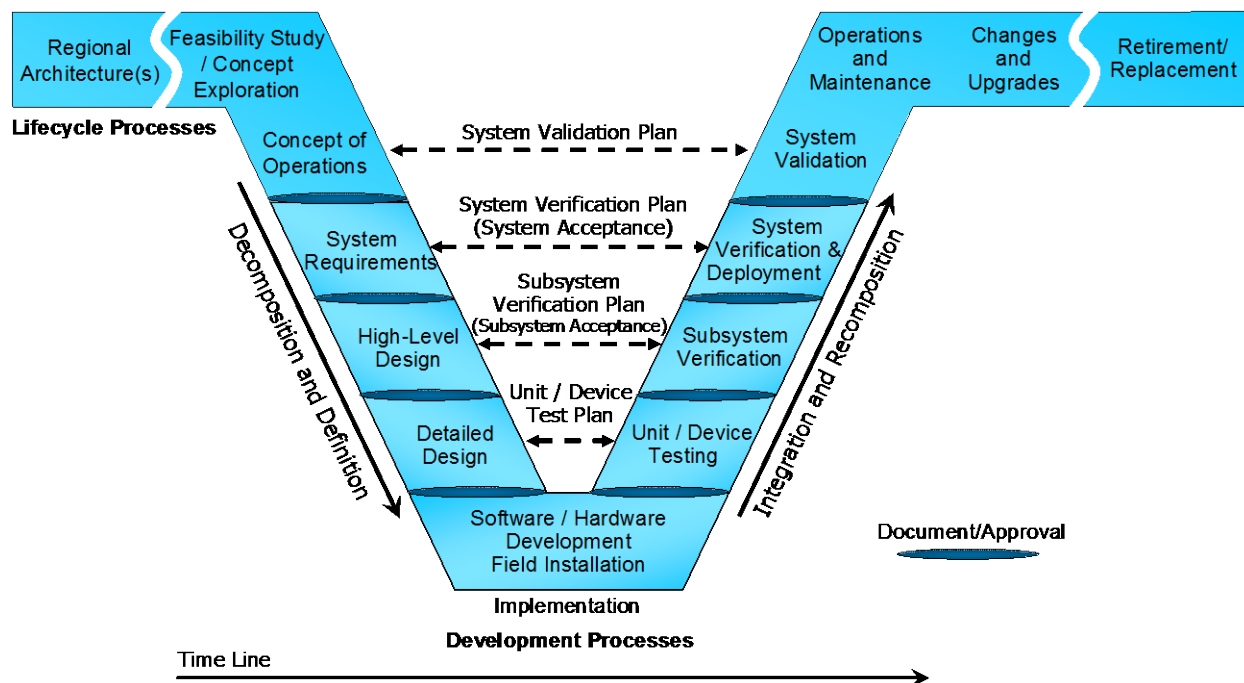 Regional
Architecture(s)
Feasibility Study
/ Concept
Exploration
Operations
and
Maintenance
Changes
and
Upgrades
Retirement/
Replacement
Lifecycle Processes
Concept of
Operations
System Validation Plan
System
Validation
System Verification Plan
(System Acceptance)
System
Requirements
System
Verification &
Deployment
Subsystem
Verification Plan
(Subsystem Acceptance)
High-Level
Design
Subsystem
Verification
Unit / Device
Test Plan
Detailed
Design
Unit / Device
Testing
Decomposition and Definition
Integration and Recomposition
Software / Hardware
Development
Field Installation
Document/Approval
Implementation
Development Processes
Time Line